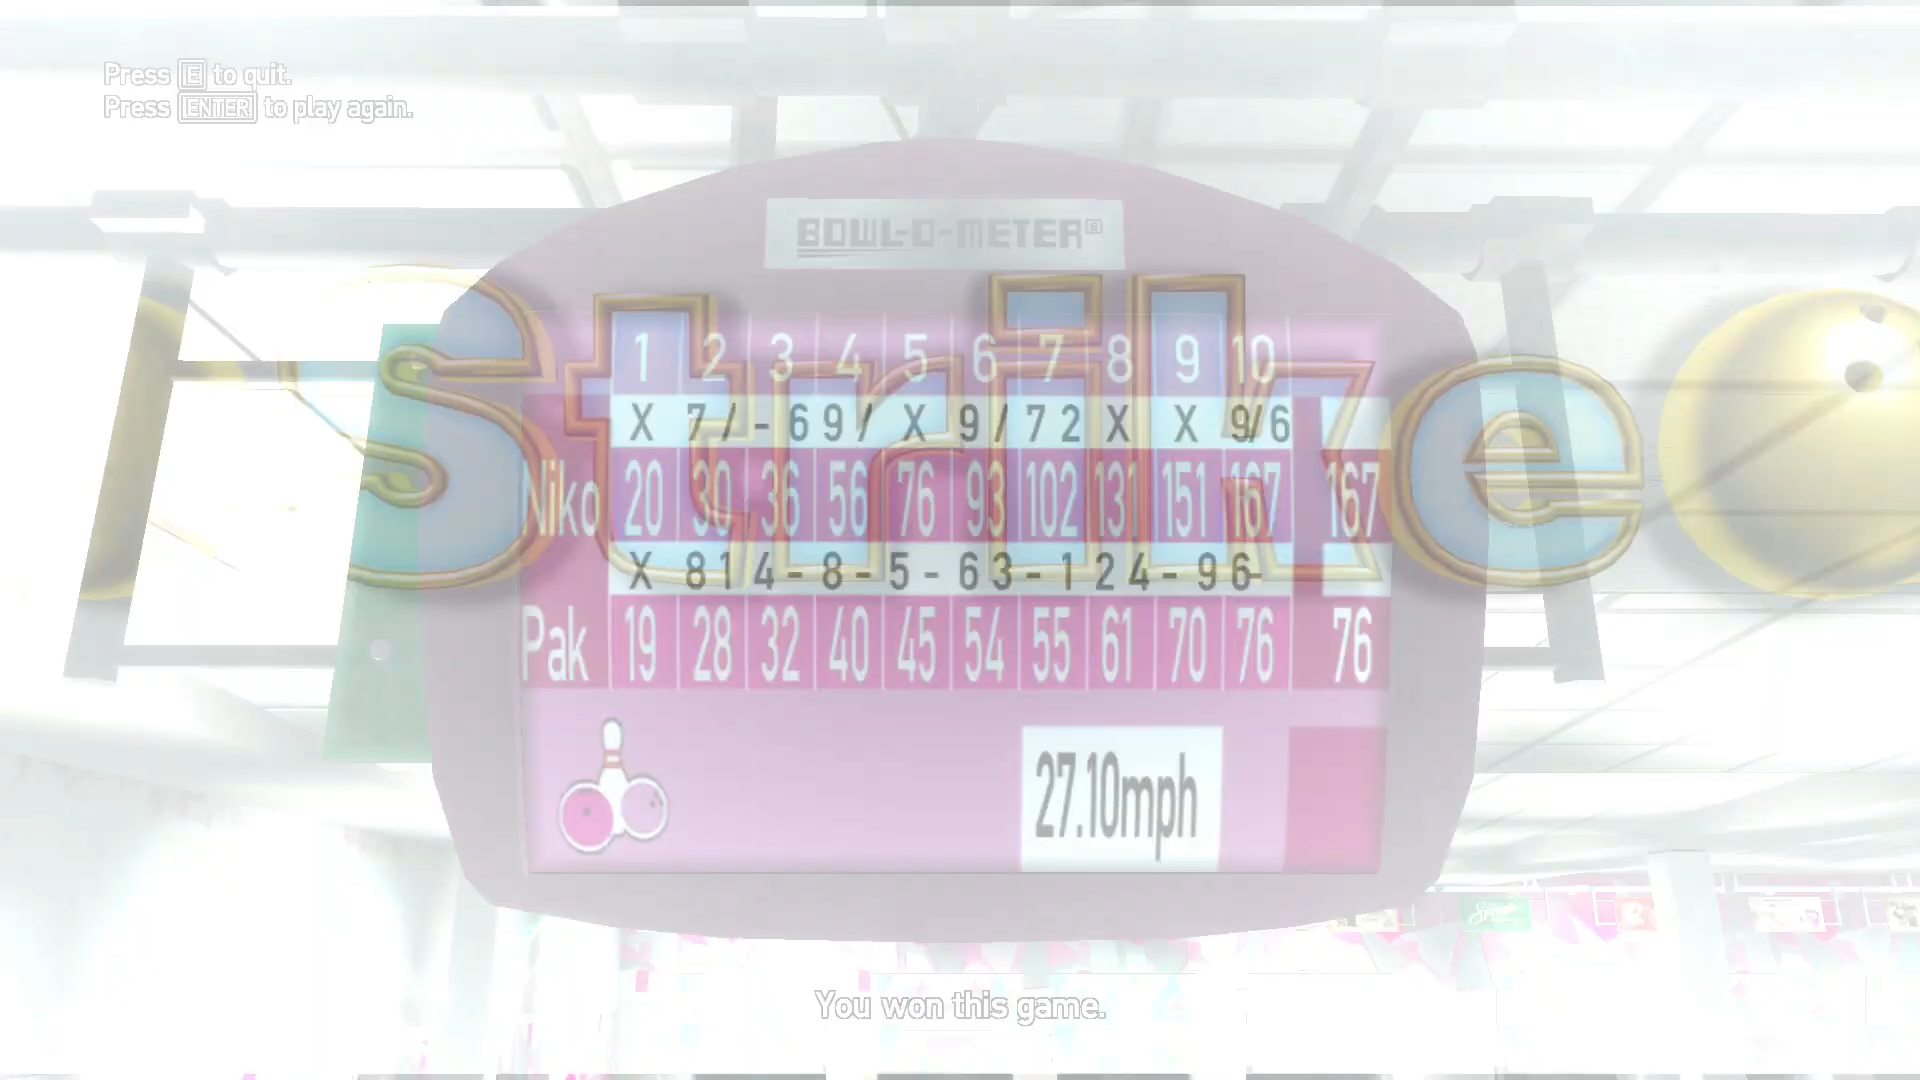 Press E to quit.
Press ENTER to play again.
BOWL-O-METER®
Strike
1 2 3 4 5 6 7 8 9 10
X 7 / - 6 9 / X 9 / 7 2 X X 9/6
Niko 20 30 36 56 76 93 102 131 151 167 167
X 8 1 4 - 8 - 5 - 6 3 - 1 2 4 - 9 6-
Pak 19 28 32 40 45 54 55 61 70 76 76
27.10mph
You won this game.